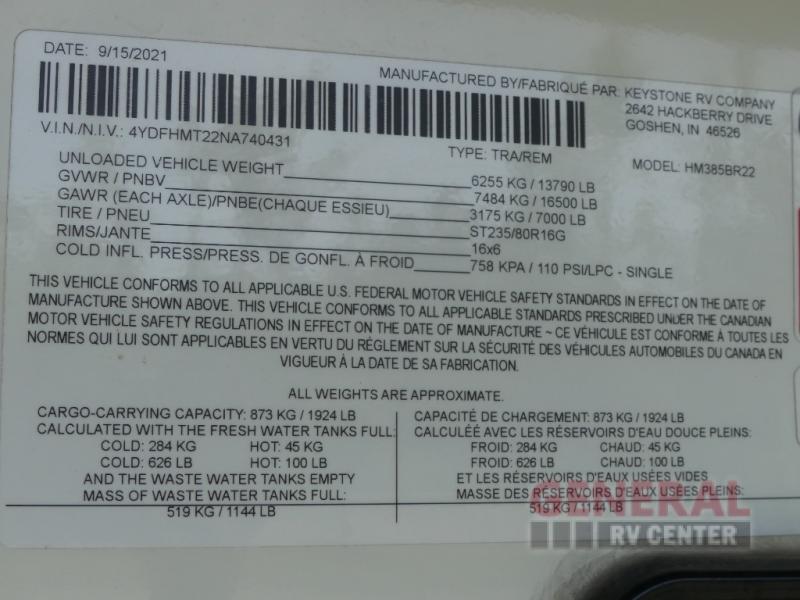 DATE: 9/15/2021
MANUFACTURED BY/FABRIQUÉ PAR: KEYSTONE RV COMPANY
2642 HACKBERRY DRIVE
GOSHEN, IN 46526
V.I.N./N.I.V.: 4YDFHMT22NA740431
TYPE: TRA/REM
MODEL: HM385BR22
UNLOADED VEHICLE WEIGHT 6255 KG / 13790 LB
GVWR / PNBV 7484 KG / 16500 LB
GAWR (EACH AXLE)/PNBE(CHAQUE ESSIEU) 3175 KG / 7000 LB
TIRE / PNEU ST235/80R16G
RIMS/JANTE 16x6
COLD INFL. PRESS/PRESS. DE GONFL. À FROID 758 KPA / 110 PSI/LPC - SINGLE
THIS VEHICLE CONFORMS TO ALL APPLICABLE U.S. FEDERAL MOTOR VEHICLE SAFETY STANDARDS IN EFFECT ON THE DATE OF
MANUFACTURE SHOWN ABOVE. THIS VEHICLE CONFORMS TO ALL APPLICABLE STANDARDS PRESCRIBED UNDER THE CANADIAN
MOTOR VEHICLE SAFETY REGULATIONS IN EFFECT ON THE DATE OF MANUFACTURE ~ CE VÉHICULE EST CONFORME À TOUTES LES
NORMES QUI LUI SONT APPLICABLES EN VERTU DU RÉGLEMENT SUR LA SÉCURITÉ DES VÉHICULES AUTOMOBILES DU CANADA EN
VIGUEUR À LA DATE DE SA FABRICATION.
ALL WEIGHTS ARE APPROXIMATE.
CARGO-CARRYING CAPACITY: 873 KG / 1924 LB
CALCULATED WITH THE FRESH WATER TANKS FULL:
COLD: 284 KG HOT: 45 KG
COLD: 626 LB HOT: 100 LB
AND THE WASTE WATER TANKS EMPTY
MASS OF WASTE WATER TANKS FULL:
519 KG / 1144 LB
CAPACITÉ DE CHARGEMENT: 873 KG / 1924 LB
CALCULÉE AVEC LES RÉSERVOIRS D'EAU DOUCE PLEINS:
FROID: 284 KG CHAUD: 45 KG
FROID: 626 LB CHAUD: 100 LB
ET LES RÉSERVOIRS D'EAUX USÉES VIDES
MASSE DES RÉSERVOIRS D'EAUX USÉES PLEINS:
519 KG / 1144 LB
GENERAL
RV CENTER